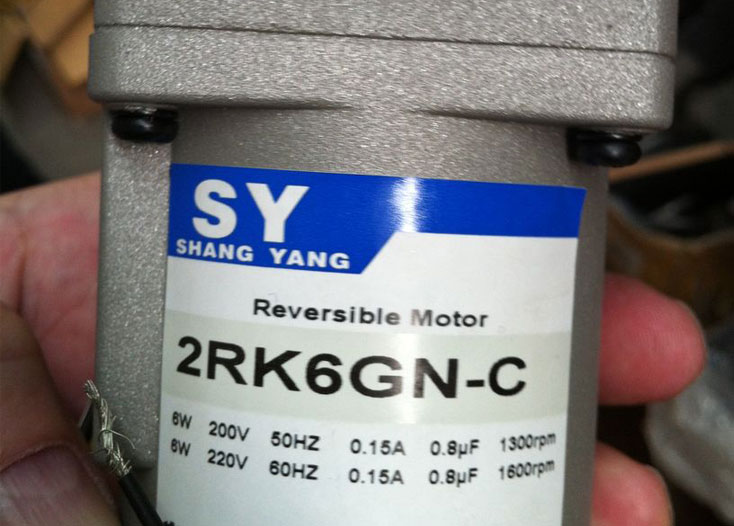 SY
SHANG YANG
Reversible Motor
2RK6GN-C
6W 200V 50HZ 0.15A 0.8µF 1300rpm
6W 220V 60HZ 0.15A 0.8µF 1600rpm